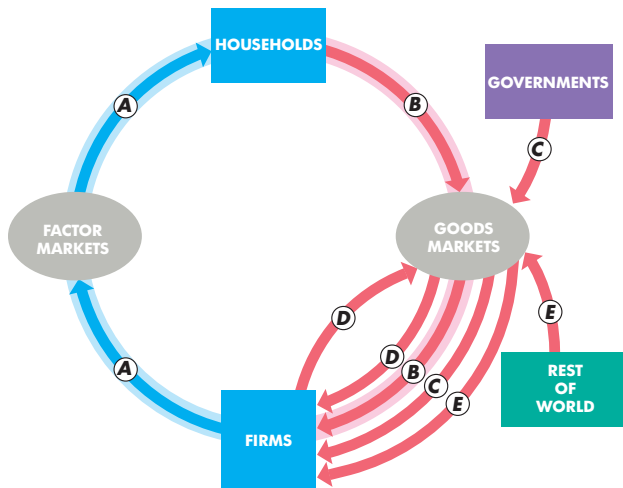 HOUSEHOLDS
GOVERNMENTS
A
B
C
FACTOR
MARKETS
GOODS
MARKETS
D
E
D
B
C
E
A
REST
OF
WORLD
FIRMS